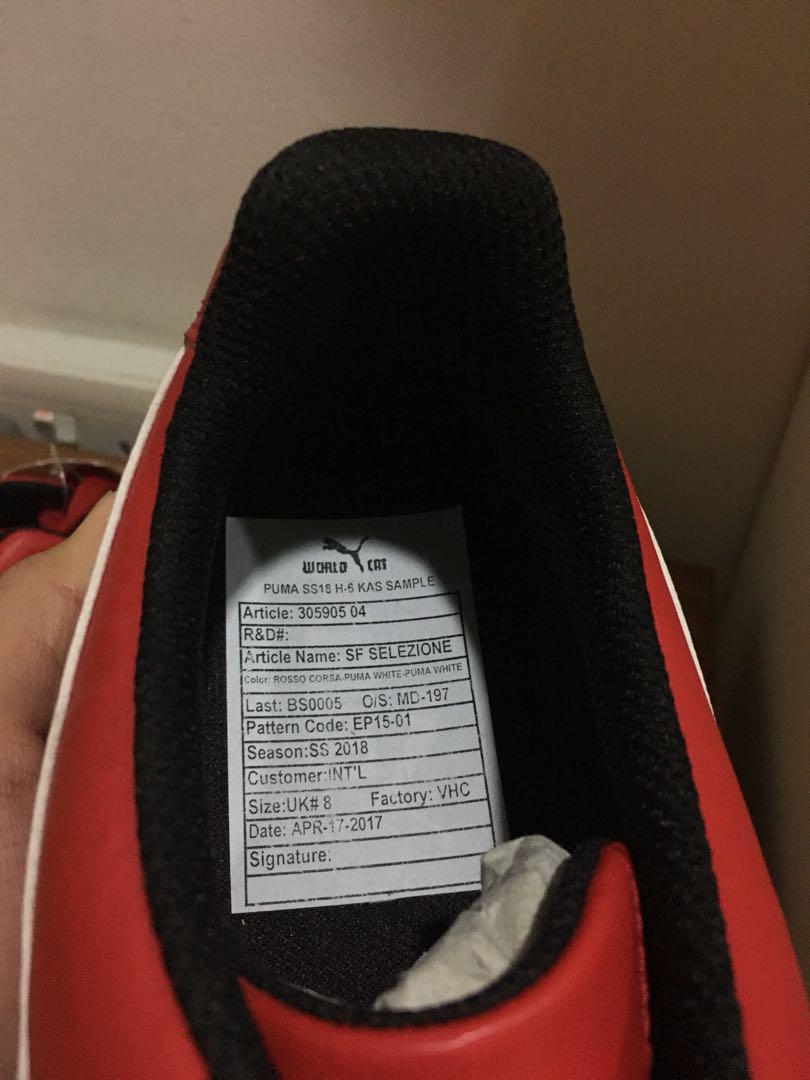 WORLD CAT
PUMA SS18 H-5 KAS SAMPLE
Article: 305905 04
R&D#:
Article Name: SF SELEZIONE
Color: ROSSO CORSA-PUMA WHITE-PUMA WHITE
Last: BS0005 O/S: MD-197
Pattern Code: EP15-01
Season:SS 2018
Customer:INT'L
Size:UK# 8 Factory: VHC
Date: APR-17-2017
Signature: